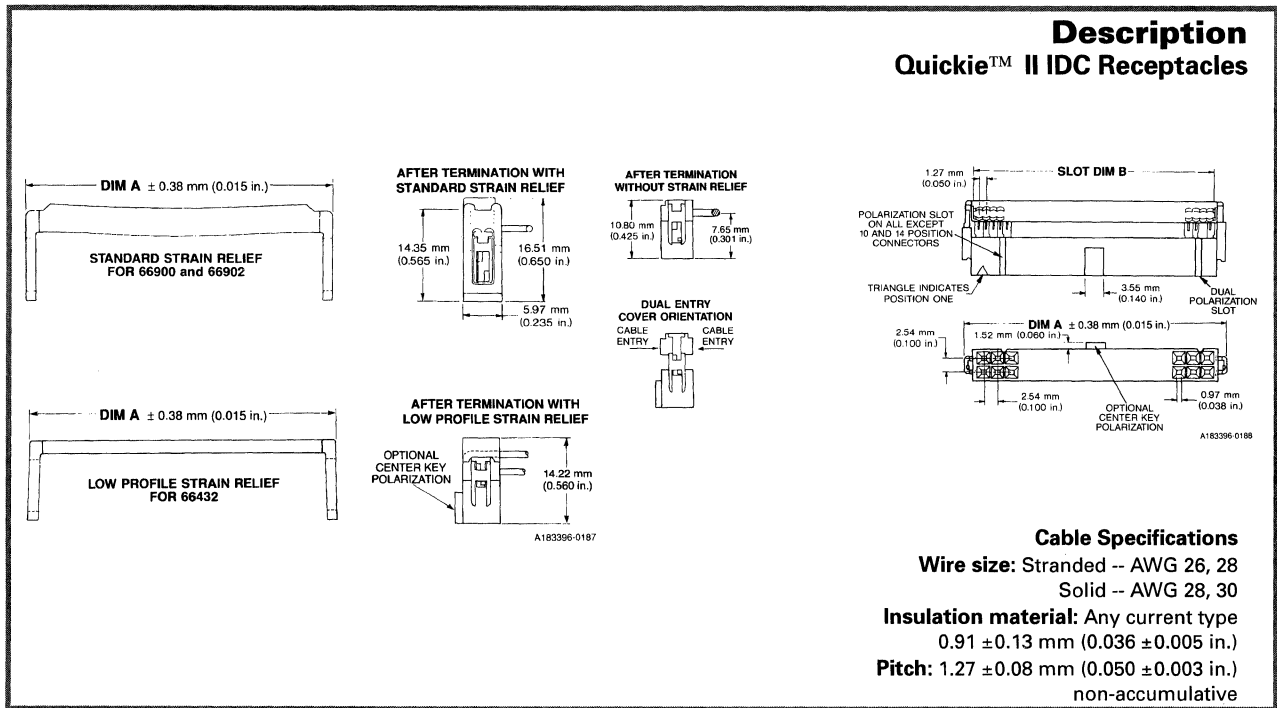 Description
Quickie™ II IDC Receptacles
DIM A ± 0.38 mm (0.015 in.)
STANDARD STRAIN RELIEF
FOR 66900 and 66902
AFTER TERMINATION WITH
STANDARD STRAIN RELIEF
14.35 mm
(0.565 in.)
16.51 mm
(0.650 in.)
5.97 mm
(0.235 in.)
AFTER TERMINATION
WITHOUT STRAIN RELIEF
10.80 mm
(0.425 in.)
7.65 mm
(0.301 in.)
DUAL ENTRY
COVER ORIENTATION
CABLE
ENTRY
CABLE
ENTRY
1.27 mm
(0.050 in.)
SLOT DIM B
POLARIZATION SLOT
ON ALL EXCEPT
10 AND 14 POSITION
CONNECTORS
TRIANGLE INDICATES
POSITION ONE
3.55 mm
(0.140 in.)
DUAL
POLARIZATION
SLOT
DIM A ± 0.38 mm (0.015 in.)
2.54 mm
(0.100 in.)
1.52 mm (0.060 in.)
2.54 mm
(0.100 in.)
OPTIONAL
CENTER KEY
POLARIZATION
0.97 mm
(0.038 in.)
A183396-0188
DIM A ± 0.38 mm (0.015 in.)
LOW PROFILE STRAIN RELIEF
FOR 66432
AFTER TERMINATION WITH
LOW PROFILE STRAIN RELIEF
OPTIONAL
CENTER KEY
POLARIZATION
14.22 mm
(0.560 in.)
A183396-0187
Cable Specifications
Wire size: Stranded -- AWG 26, 28
Solid -- AWG 28, 30
Insulation material: Any current type
0.91 ±0.13 mm (0.036 ±0.005 in.)
Pitch: 1.27 ±0.08 mm (0.050 ±0.003 in.)
non-accumulative